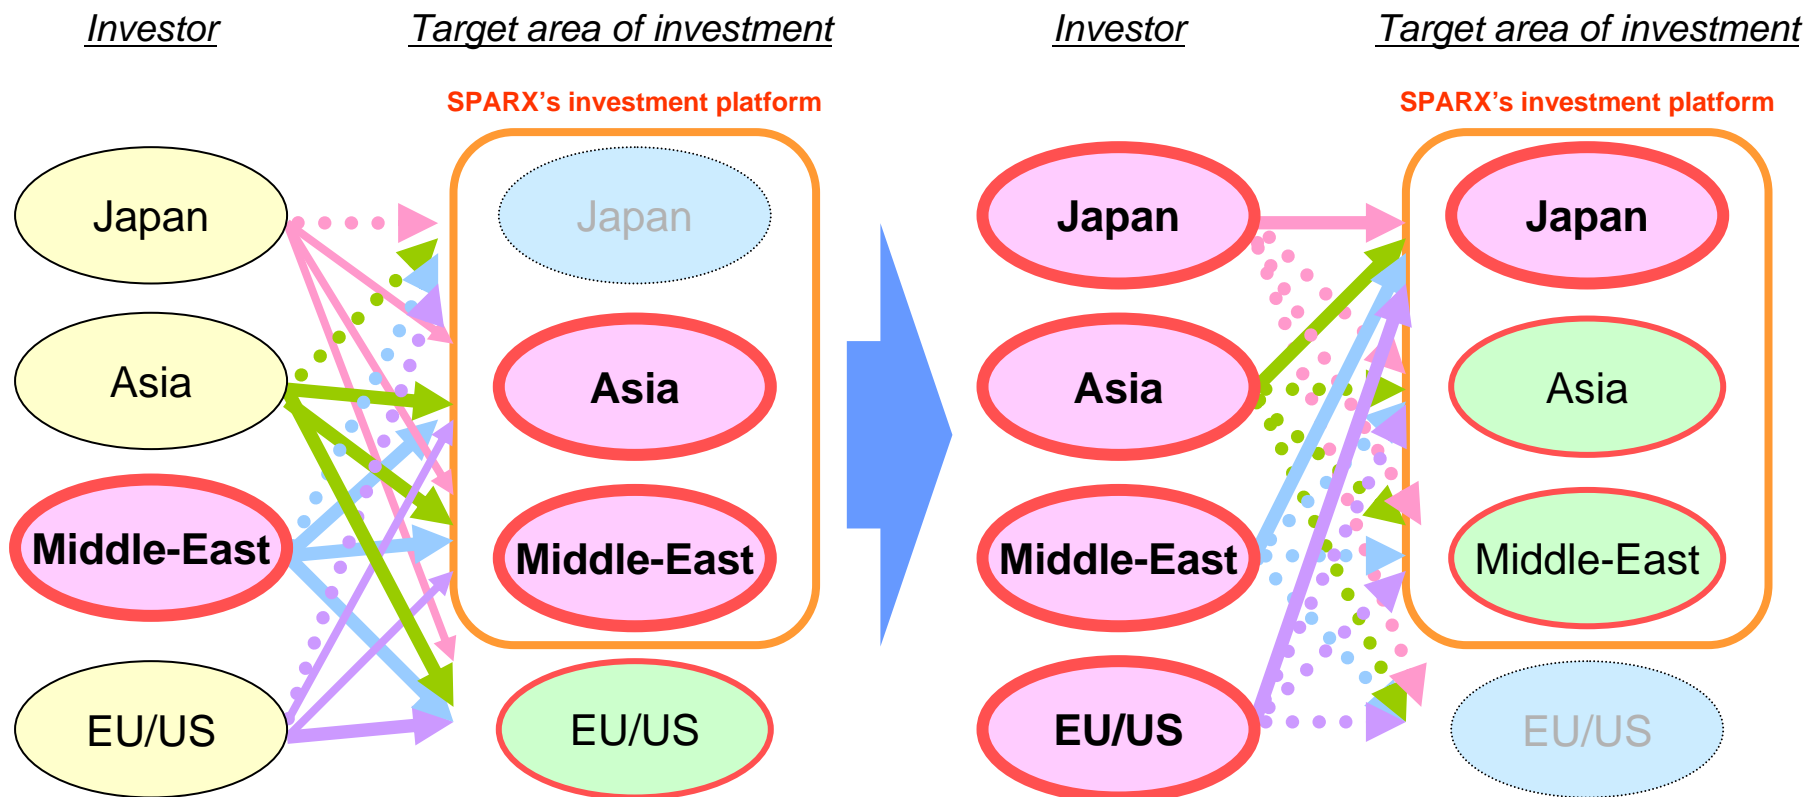 Investor
Target area of investment
SPARX's investment platform
Japan
Japan
Asia
Asia
Middle-East
Middle-East
EU/US
EU/US
Investor
Target area of investment
SPARX's investment platform
Japan
Japan
Asia
Asia
Middle-East
Middle-East
EU/US
EU/US